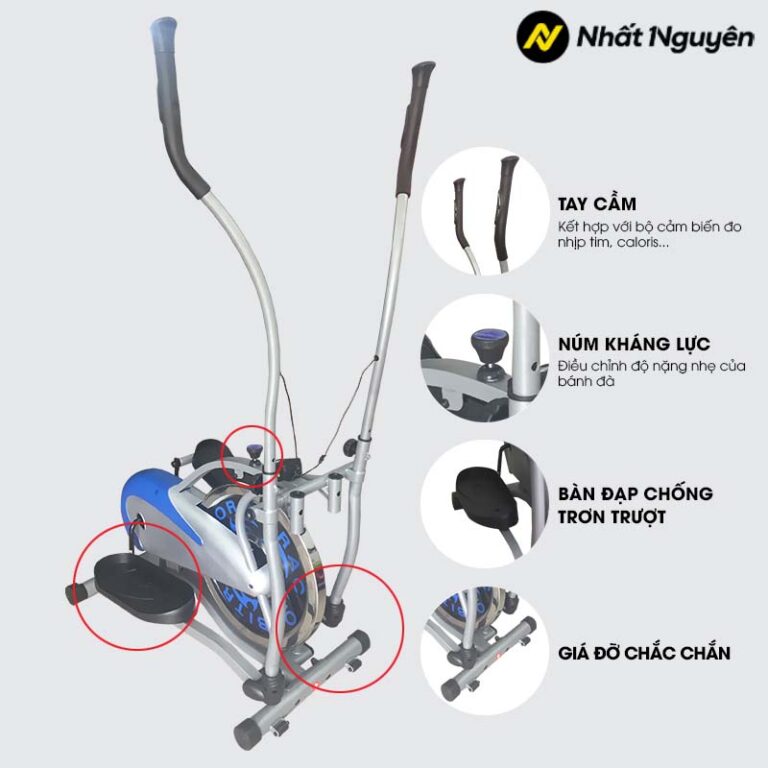 Nhất Nguyên
TAY CẦM
Kết hợp với bộ cảm biến đo
nhịp tim, caloris...
NÚM KHÁNG LỰC
Điều chỉnh độ nặng nhẹ của
bánh đà
BÀN ĐẠP CHỐNG
TRƠN TRƯỢT
GIÁ ĐỠ CHẮC CHẮN